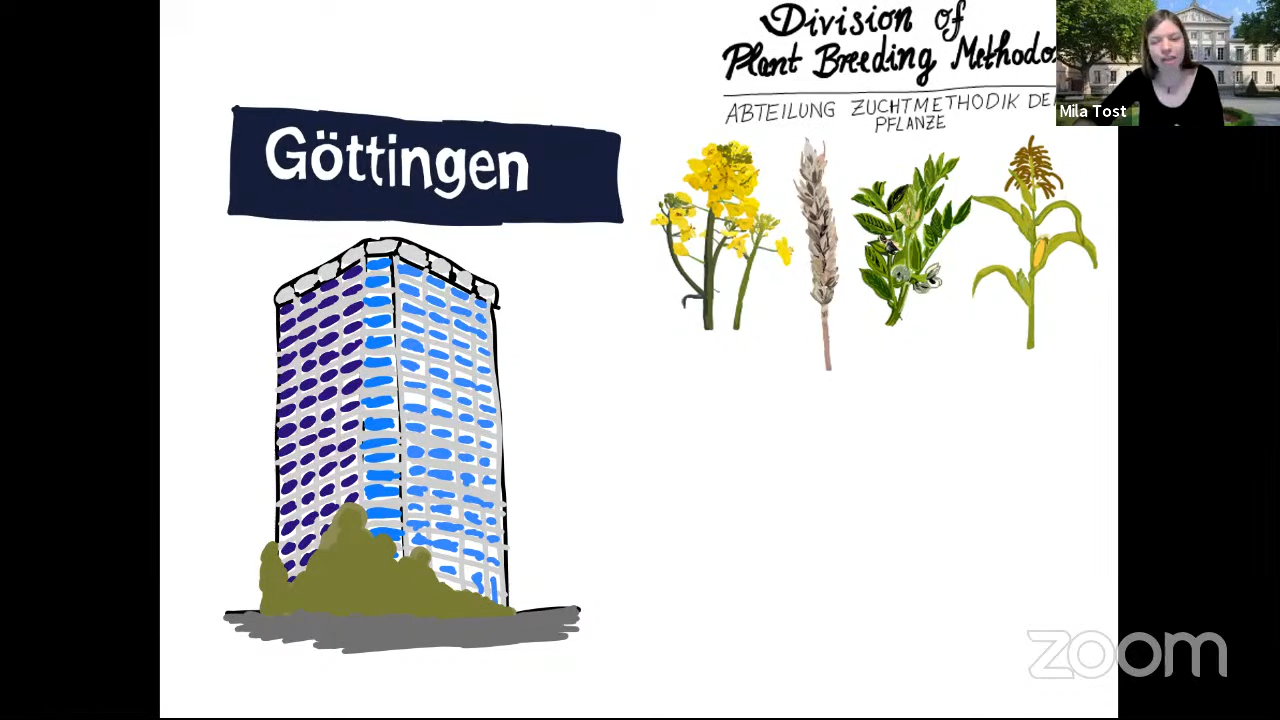 Division of
Plant Breeding Methodo
ABTEILUNG ZUCHTMETHODIK DE
PFLANZE
Mila Tost
Göttingen
zoom